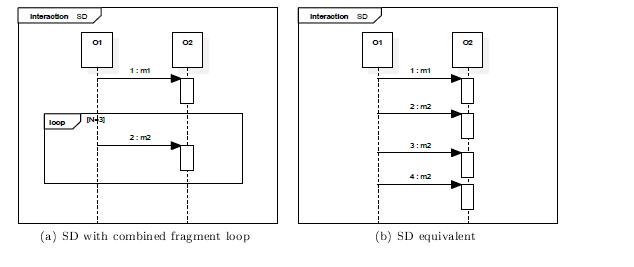 Interaction SD
O1 O2
1 : m1
loop [N=3]
2 : m2
(a) SD with combined fragment loop
Interaction SD
O1 O2
1 : m1
2 : m2
3 : m2
4 : m2
(b) SD equivalent